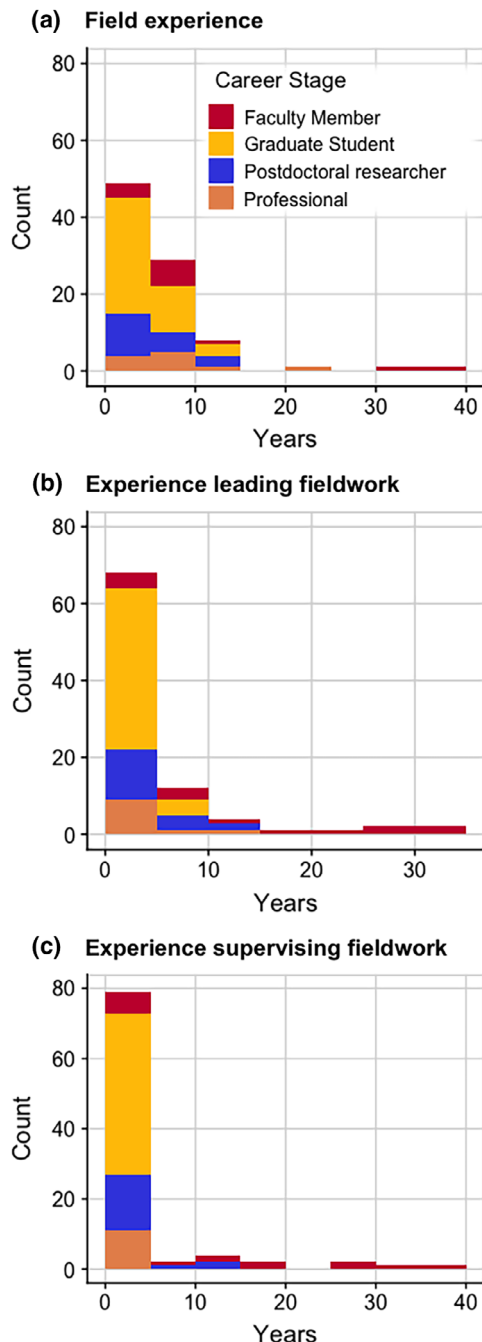 (a) Field experience
80
60
40
20
0
Count
Career Stage
Faculty Member
Graduate Student
Postdoctoral researcher
Professional
0 10 20 30 40
Years
(b) Experience leading fieldwork
80
60
40
20
0
Count
0 10 20 30
Years
(c) Experience supervising fieldwork
80
60
40
20
0
Count
0 10 20 30 40
Years